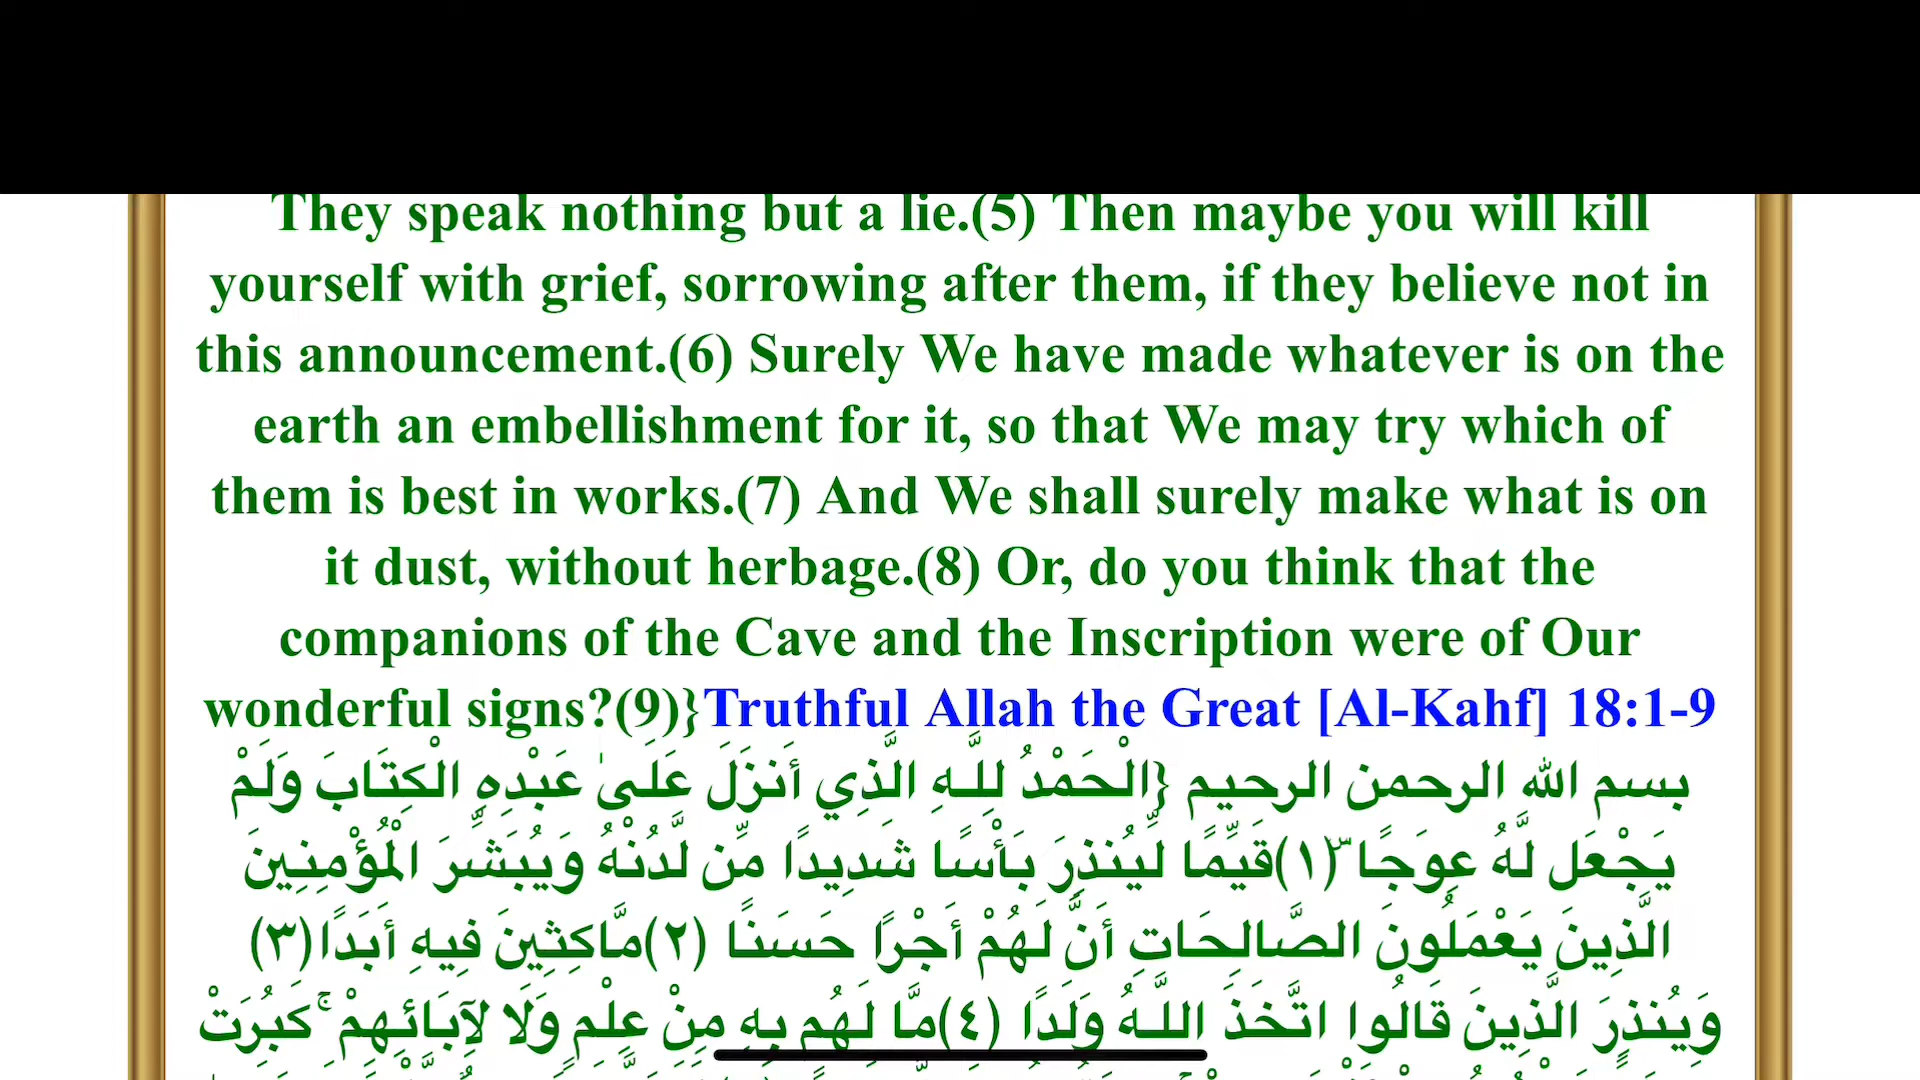 They speak nothing but a lie.(5) Then maybe you will kill
yourself with grief, sorrowing after them, if they believe not in
this announcement.(6) Surely We have made whatever is on the
earth an embellishment for it, so that We may try which of
them is best in works.(7) And We shall surely make what is on
it dust, without herbage.(8) Or, do you think that the
companions of the Cave and the Inscription were of Our
wonderful signs?(9)}Truthful Allah the Great [Al-Kahf] 18:1-9
بسم الله الرحمن الرحيم {الْحَمْدُ لِلَّـهِ الَّذِي أَنزَلَ عَلَىٰ عَبْدِهِ الْكِتَابَ وَلَمْ
يَجْعَل لَّهُ عِوَجًا ۜ(١)قَيِّمًا لِّيُنذِرَ بَأْسًا شَدِيدًا مِّن لَّدُنْهُ وَيُبَشِّرَ الْمُؤْمِنِينَ
الَّذِينَ يَعْمَلُونَ الصَّالِحَاتِ أَنَّ لَهُمْ أَجْرًا حَسَنًا (٢)مَّاكِثِينَ فِيهِ أَبَدًا(٣)
وَيُنذِرَ الَّذِينَ قَالُوا اتَّخَذَ اللَّـهُ وَلَدًا (٤)مَّا لَهُم بِهِ مِنْ عِلْمٍ وَلَا لِآبَائِهِمْ ۚ كَبُرَتْ